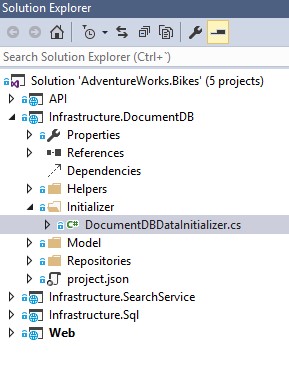 Solution Explorer
Search Solution Explorer (Ctrl+`)
Solution 'AdventureWorks.Bikes' (5 projects)
API
Infrastructure.DocumentDB
Properties
References
Dependencies
Helpers
Initializer
C# DocumentDBDataInitializer.cs
Model
Repositories
project.json
Infrastructure.SearchService
Infrastructure.Sql
Web